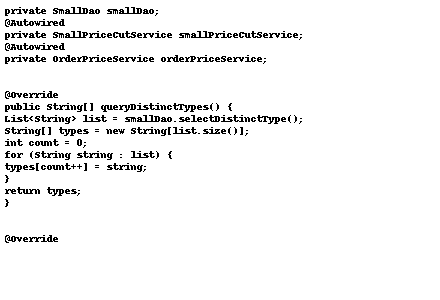 private SmallDao smallDao;
@Autowired
private SmallPriceCutService smallPriceCutService;
@Autowired
private OrderPriceService orderPriceService;
@Override
public String[] queryDistinctTypes() {
List<String> list = smallDao.selectDistinctType();
String[] types = new String[list.size()];
int count = 0;
for (String string : list) {
types[count++] = string;
}
return types;
}
@Override